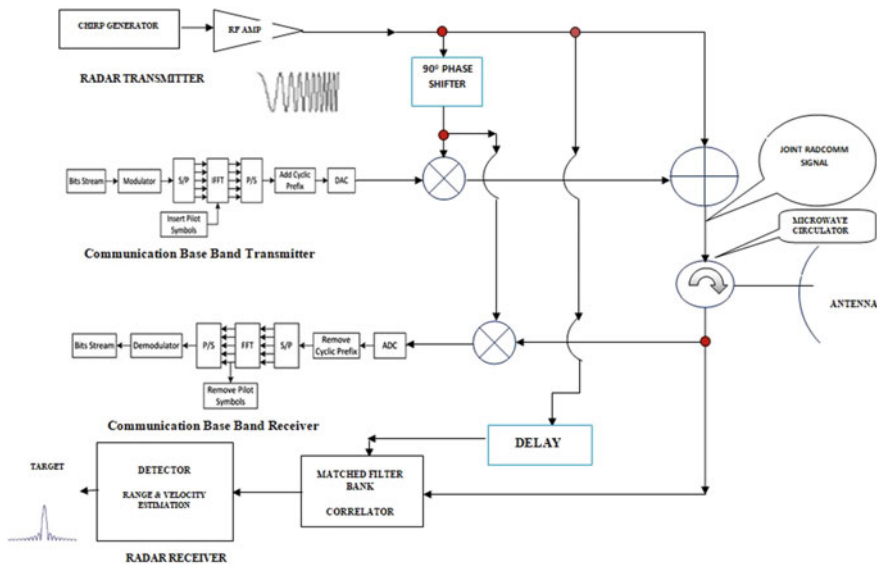 CHIRP GENERATOR
RF AMP
RADAR TRANSMITTER
90⁰ PHASE
SHIFTER
JOINT RADCOMM
SIGNAL
Bits Stream
Modulator
S/P
IFFT
P/S
Add Cyclic
Prefix
DAC
Insert Pilot
Symbols
MICROWAVE
CIRCULATOR
Communication Base Band Transmitter
ANTENNA
Bits Stream
Demodulator
P/S
FFT
S/P
Remove
Cyclic Prefix
ADC
Remove Pilot
Symbols
Communication Base Band Receiver
DELAY
TARGET
DETECTOR
RANGE & VELOCITY
ESTIMATION
MATCHED FILTER
BANK
CORRELATOR
RADAR RECEIVER